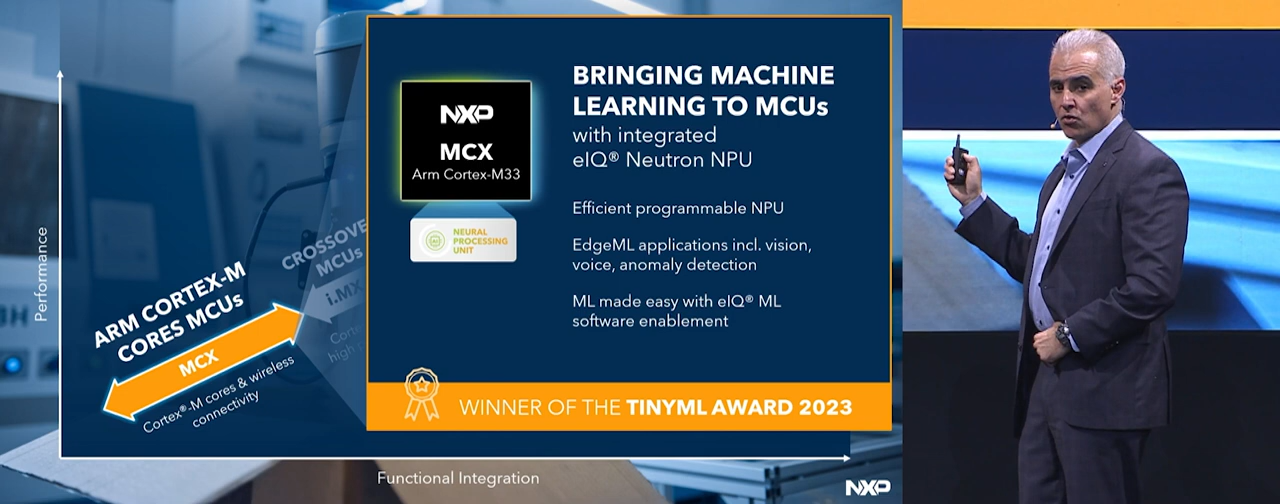 BRINGING MACHINE
LEARNING TO MCUs
with integrated
eIQ® Neutron NPU
Efficient programmable NPU
EdgeML applications incl. vision,
voice, anomaly detection
ML made easy with eIQ® ML
software enablement
NXP
MCX
Arm Cortex-M33
NEURAL
PROCESSING
UNIT
WINNER OF THE TINYML AWARD 2023
Performance
ARM CORTEX-M
CORES MCUs
MCX
Cortex®-M cores & wireless
connectivity
MCUs
i.MX
Functional Integration
NXP